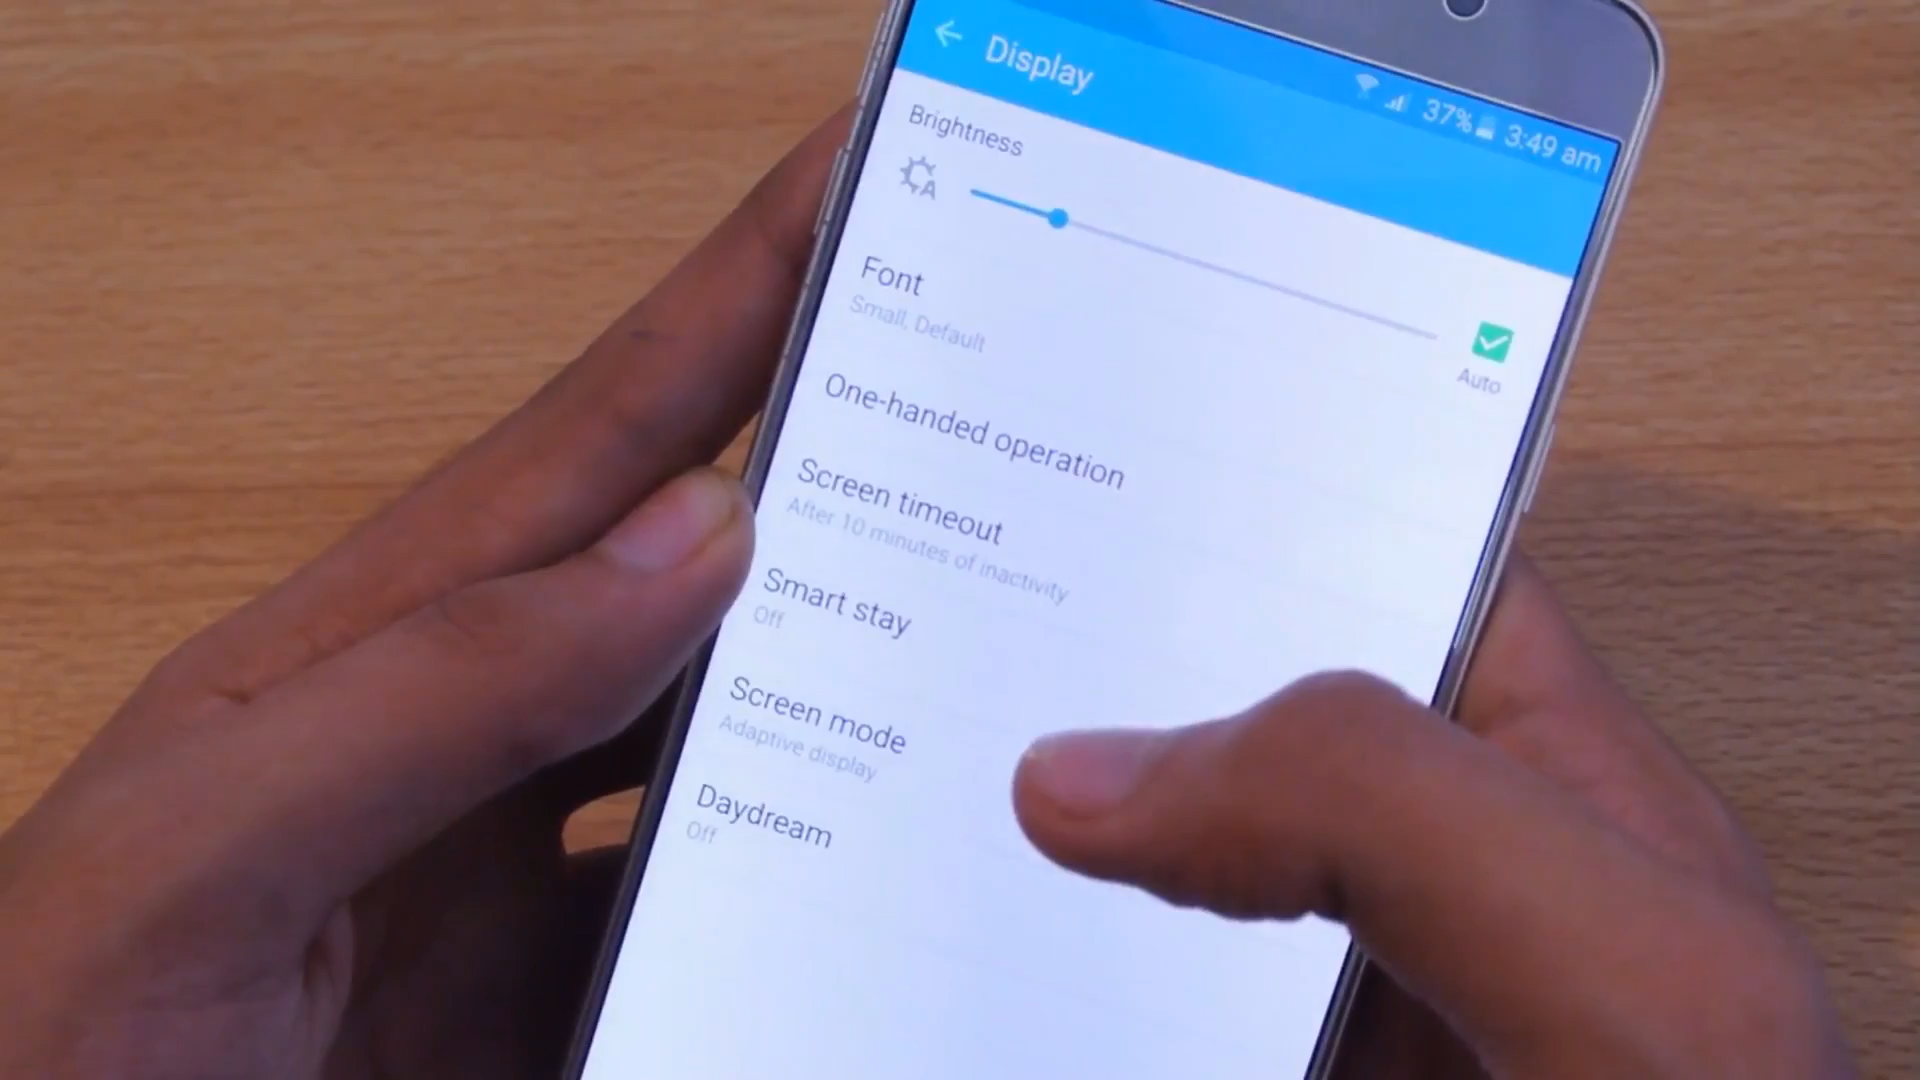 37% 3:49 am
Display
Brightness
A
Auto
Font
Small, Default
One-handed operation
Screen timeout
After 10 minutes of inactivity
Smart stay
Off
Screen mode
Adaptive display
Daydream
Off